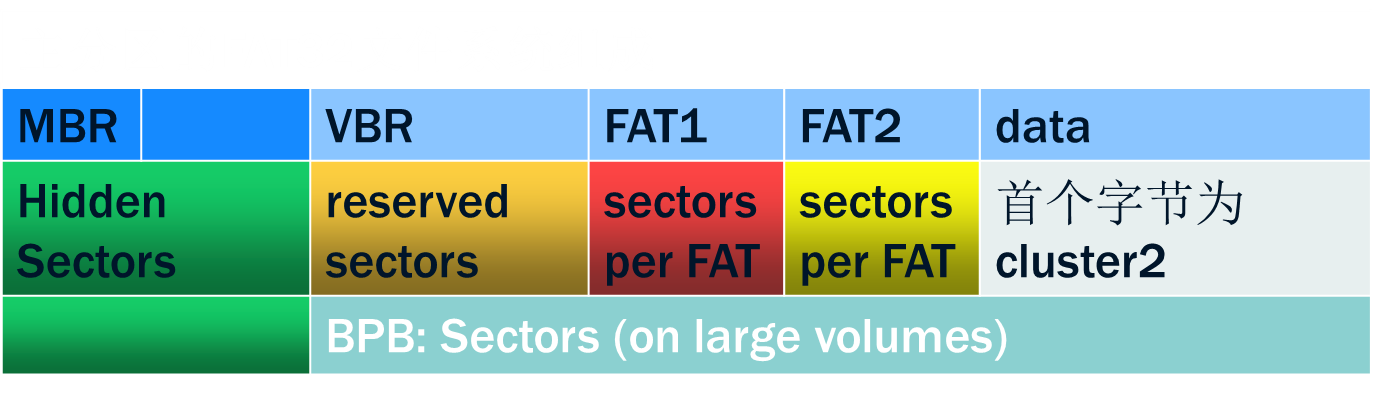 MBR VBR FAT1 FAT2 data
Hidden Sectors
reserved sectors
sectors per FAT
sectors per FAT
首个字节为
cluster2
BPB: Sectors (on large volumes)